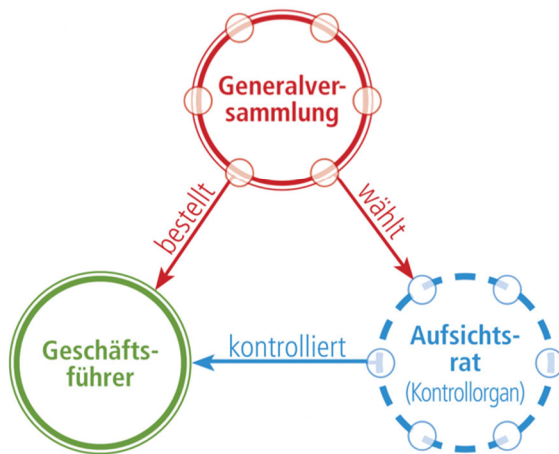 Generalver-
sammlung
bestellt
wählt
Geschäfts-
führer
kontrolliert
Aufsichts-
rat
(Kontrollorgan)